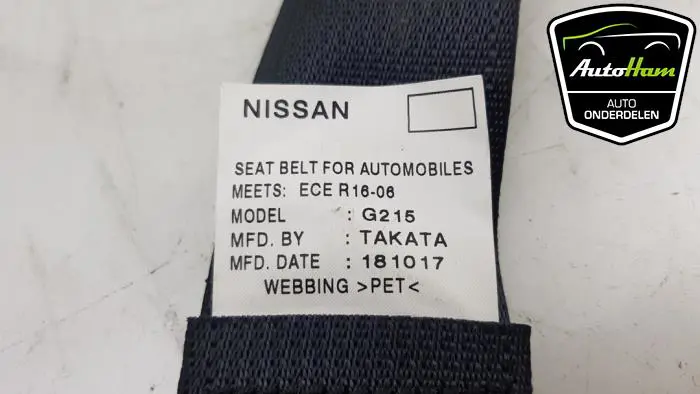 NISSAN
SEAT BELT FOR AUTOMOBILES
MEETS: ECE R16-06
MODEL : G215
MFD. BY : TAKATA
MFD. DATE : 181017
WEBBING >PET<
AutoHam
AUTO
ONDERDELEN